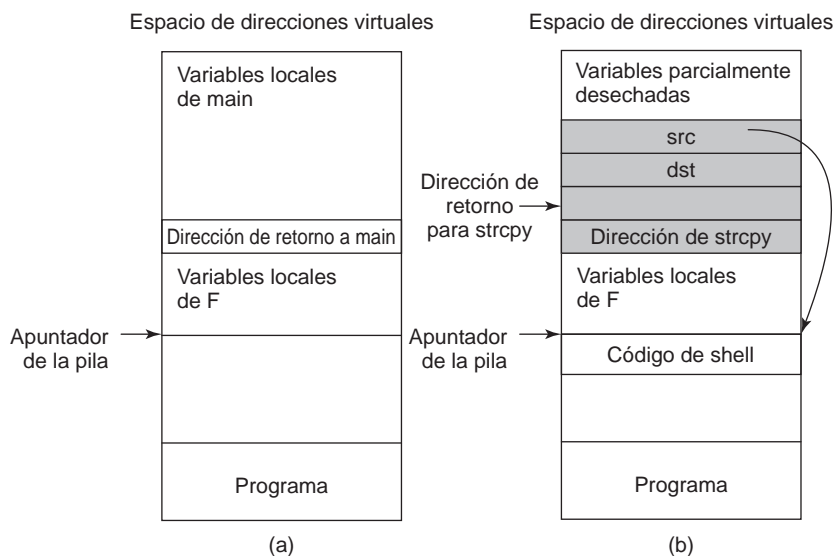 Espacio de direcciones virtuales
Variables locales
de main
Dirección de retorno a main
Variables locales
de F
Apuntador
de la pila
Programa
(a)
Espacio de direcciones virtuales
Variables parcialmente
desechadas
src
dst
Dirección de
retorno
para strcpy
Dirección de strcpy
Variables locales
de F
Apuntador
de la pila
Código de shell
Programa
(b)